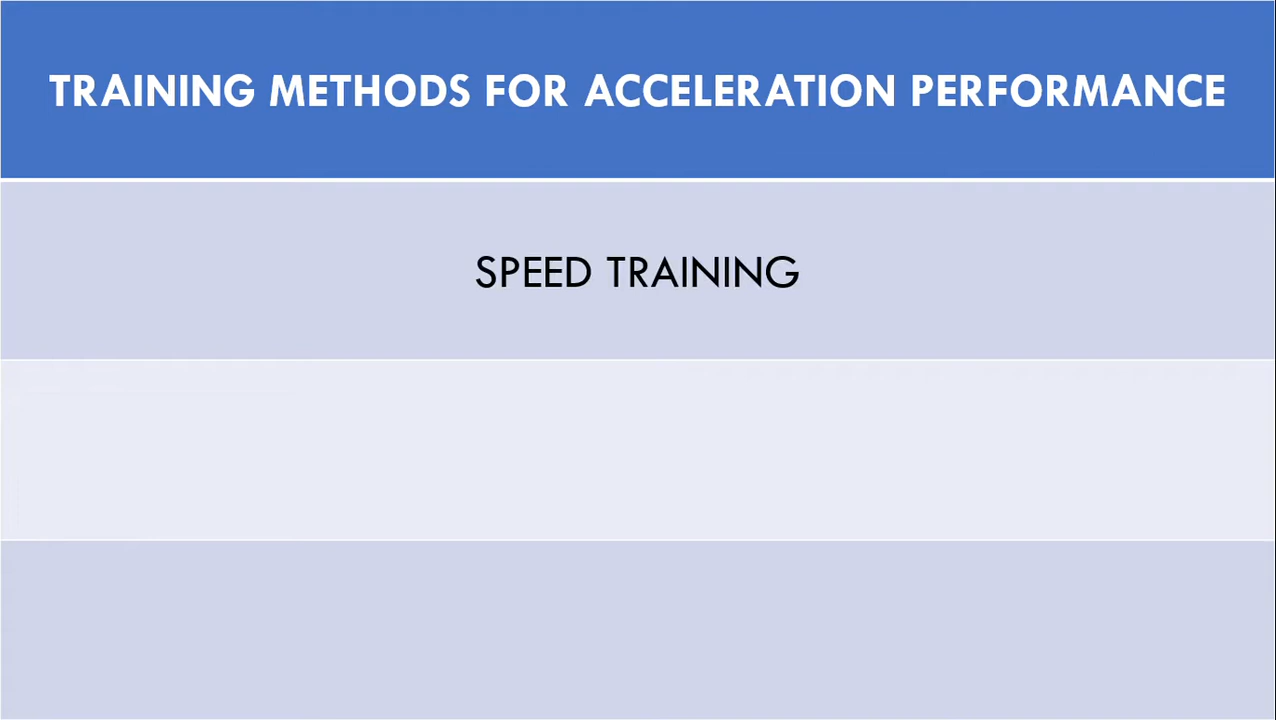 TRAINING METHODS FOR ACCELERATION PERFORMANCE
SPEED TRAINING